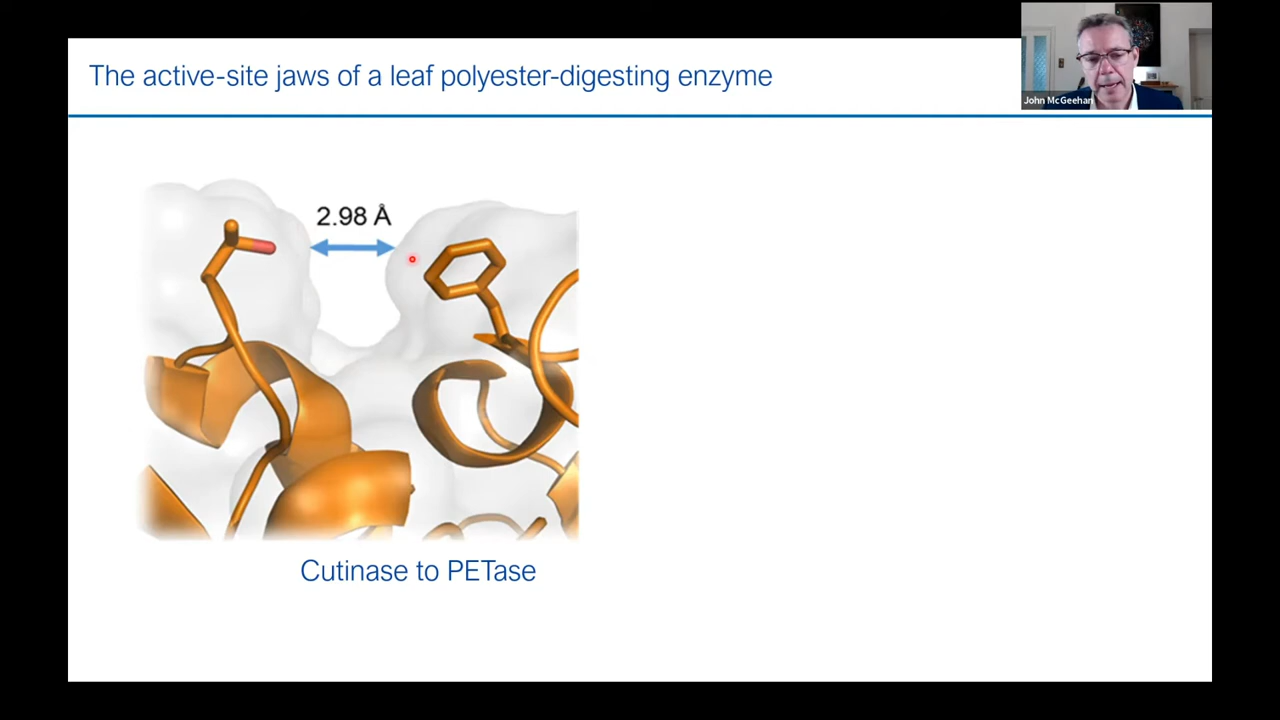 The active-site jaws of a leaf polyester-digesting enzyme
John McGeehan
2.98 Å
Cutinase to PETase